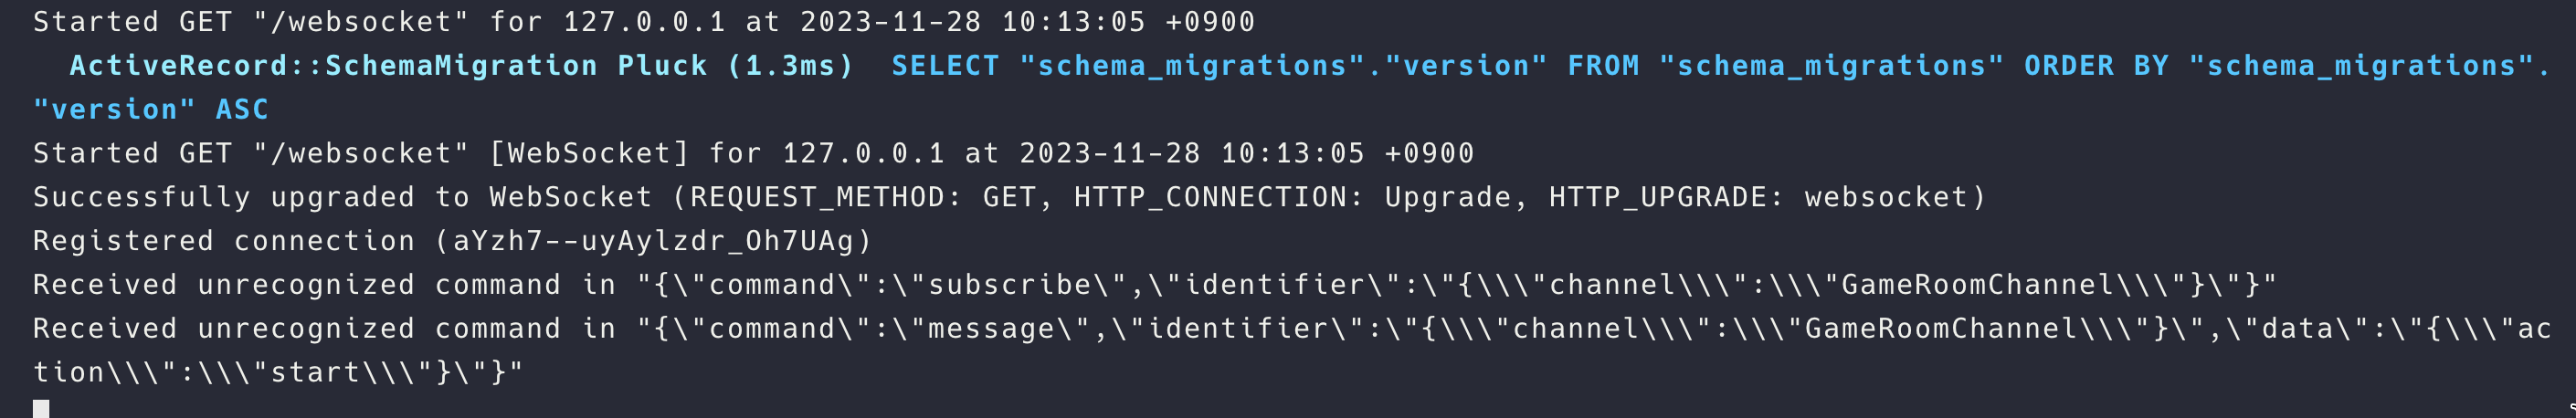 Started GET "/websocket" for 127.0.0.1 at 2023-11-28 10:13:05 +0900
ActiveRecord::SchemaMigration Pluck (1.3ms)  SELECT "schema_migrations"."version" FROM "schema_migrations" ORDER BY "schema_migrations".
"version" ASC
Started GET "/websocket" [WebSocket] for 127.0.0.1 at 2023-11-28 10:13:05 +0900
Successfully upgraded to WebSocket (REQUEST_METHOD: GET, HTTP_CONNECTION: Upgrade, HTTP_UPGRADE: websocket)
Registered connection (aYzh7--uyAylzdr_Oh7UAg)
Received unrecognized command in "{\"command\":\"subscribe\",\"identifier\":\"{\\\"channel\\\":\\\"GameRoomChannel\\\"}\"}"
Received unrecognized command in "{\"command\":\"message\",\"identifier\":\"{\\\"channel\\\":\\\"GameRoomChannel\\\"}\",\"data\":\"{\\\"ac
tion\\\":\\\"start\\\"}\"}"